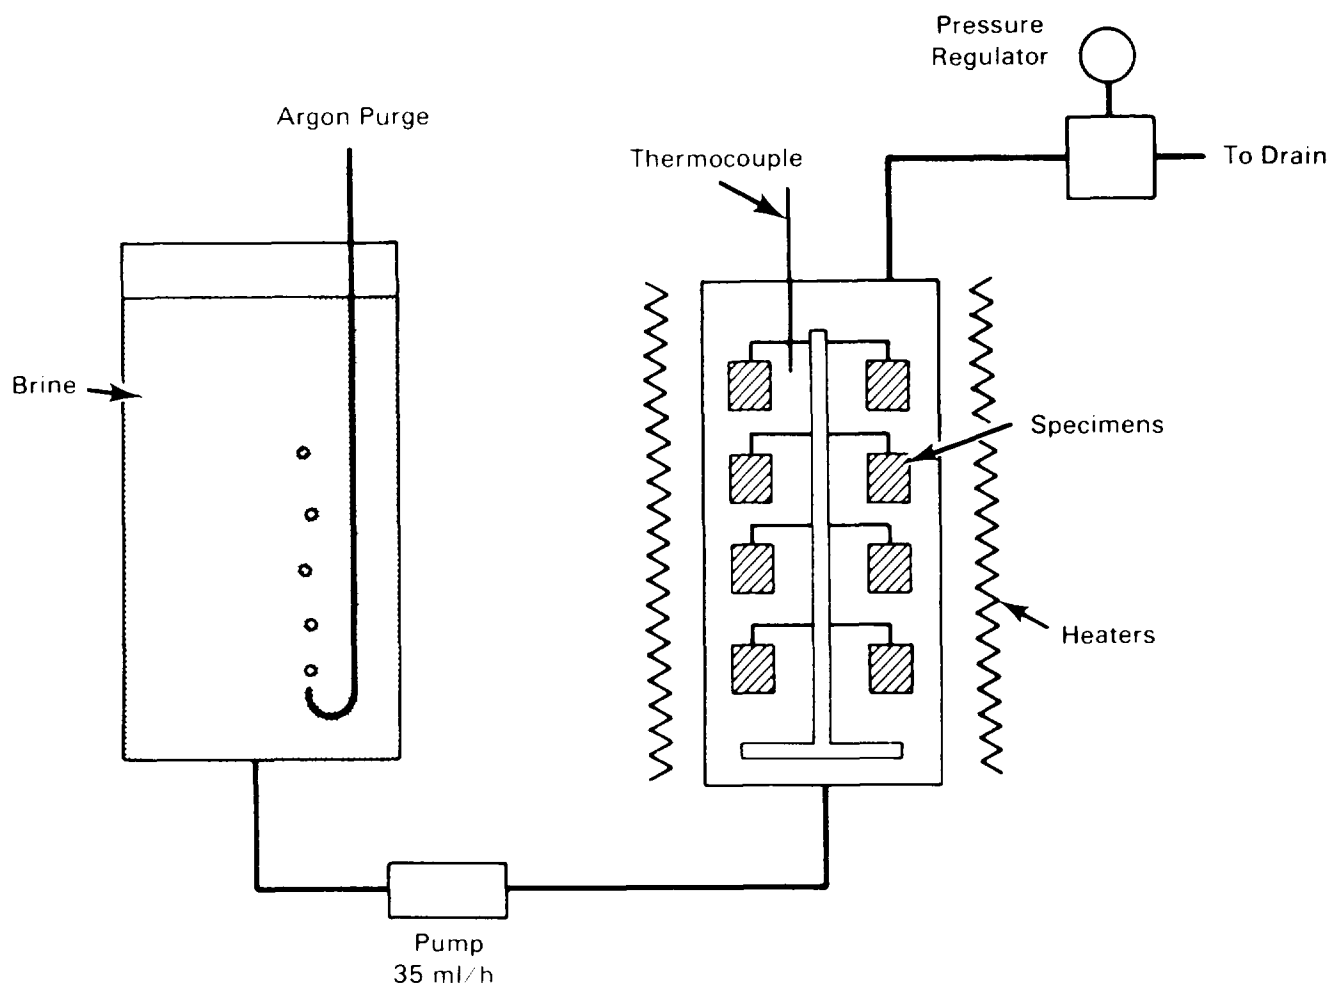 Pressure
Regulator
Argon Purge
Thermocouple
To Drain
Brine
Specimens
Heaters
Pump
35 ml/h